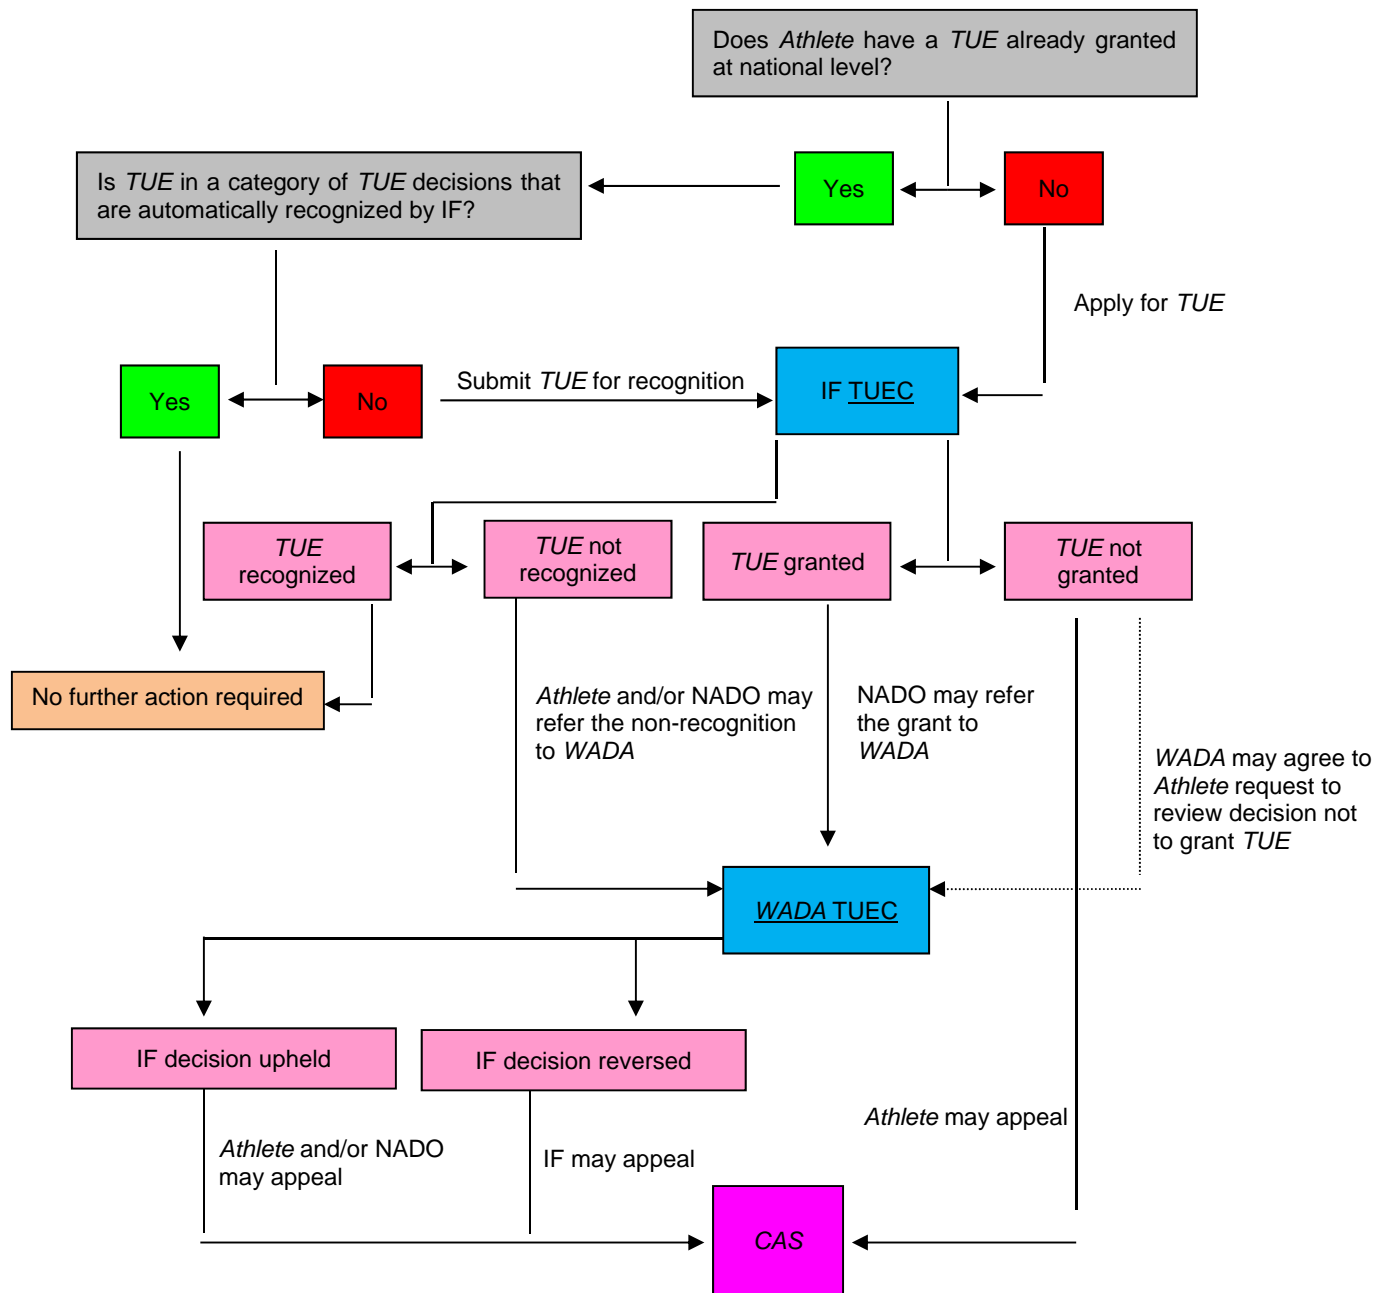 Does Athlete have a TUE already granted
at national level?
Is TUE in a category of TUE decisions that
are automatically recognized by IF?
Yes
No
Apply for TUE
Yes
No
Submit TUE for recognition
IF TUEC
TUE
recognized
TUE not
recognized
TUE granted
TUE not
granted
No further action required
Athlete and/or NADO may
refer the non-recognition
to WADA
NADO may refer
the grant to
WADA
WADA may agree to
Athlete request to
review decision not
to grant TUE
WADA TUEC
IF decision upheld
IF decision reversed
Athlete and/or NADO
may appeal
IF may appeal
Athlete may appeal
CAS